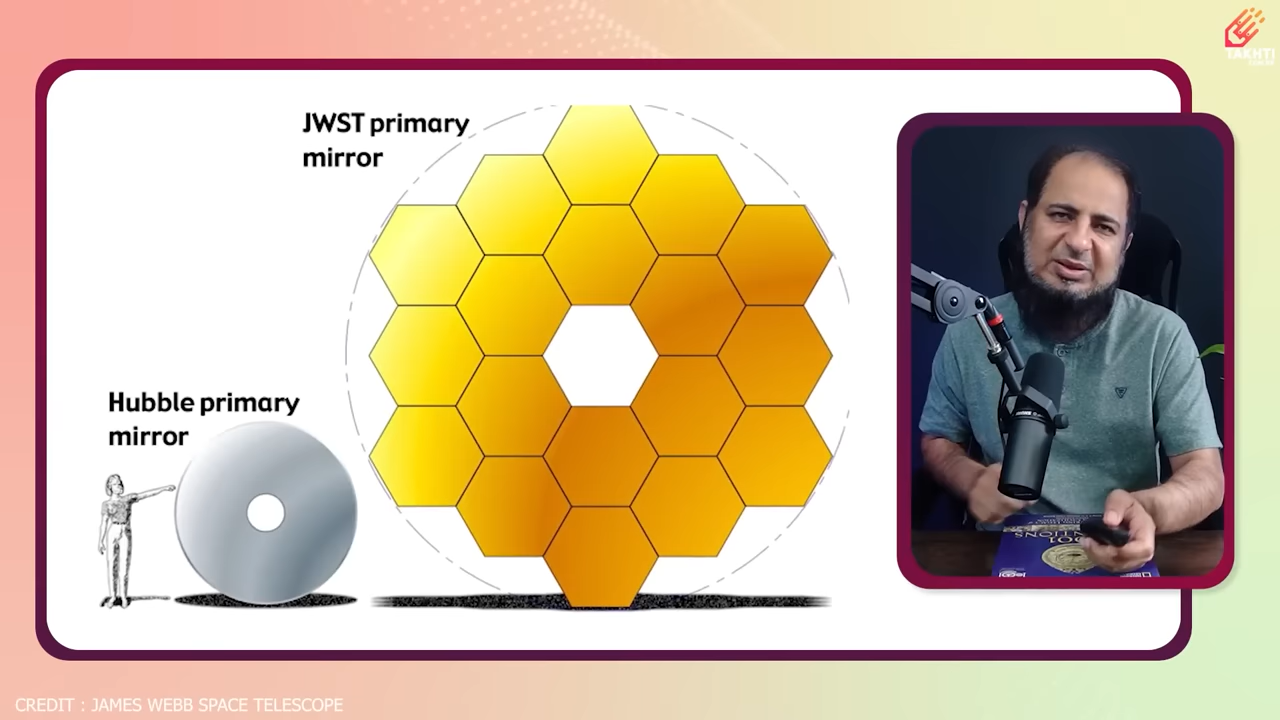 TAKHTI
JWST primary
mirror
Hubble primary
mirror
CREDIT : JAMES WEBB SPACE TELESCOPE